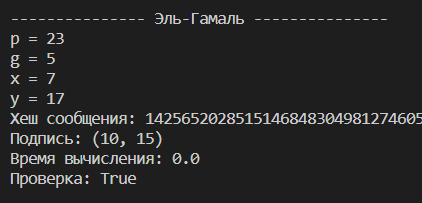 --------------- Эль-Гамаль ---------------
p = 23
g = 5
x = 7
y = 17
Хеш сообщения: 1425652028515146848304981274605
Подпись: (10, 15)
Время вычисления: 0.0
Проверка: True